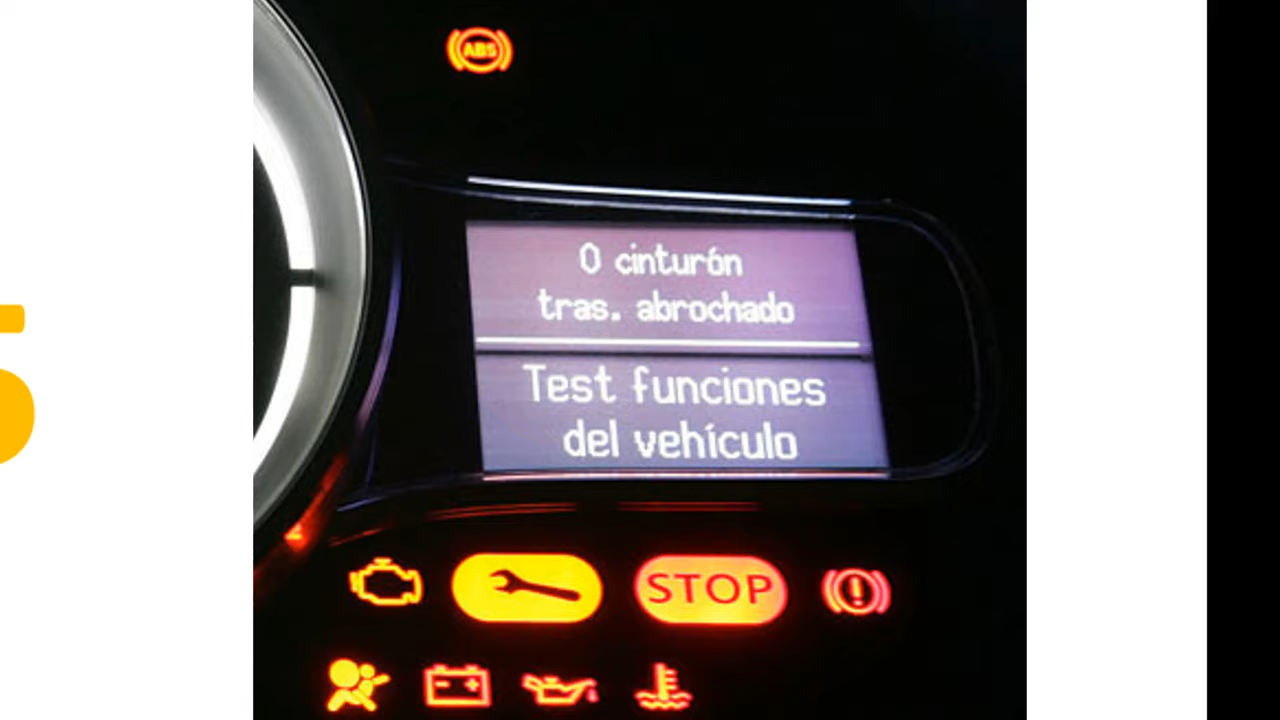 ABS
0 cinturón
tras. abrochado
Test funciones
del vehículo
STOP